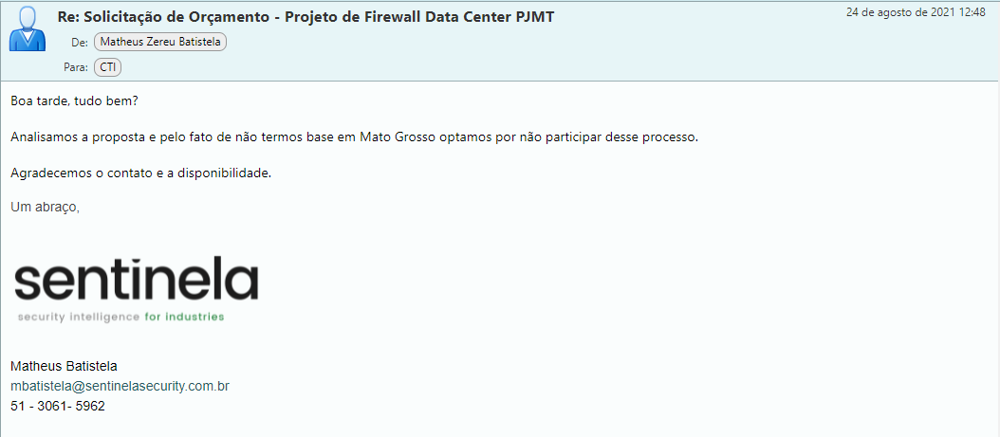 Re: Solicitação de Orçamento - Projeto de Firewall Data Center PJMT
24 de agosto de 2021 12:48
De: Matheus Zereu Batistela
Para: CTI
Boa tarde, tudo bem?
Analisamos a proposta e pelo fato de não termos base em Mato Grosso optamos por não participar desse processo.
Agradecemos o contato e a disponibilidade.
Um abraço,
sentinela
security intelligence for industries
Matheus Batistela
mbatistela@sentinelasecurity.com.br
51 - 3061- 5962